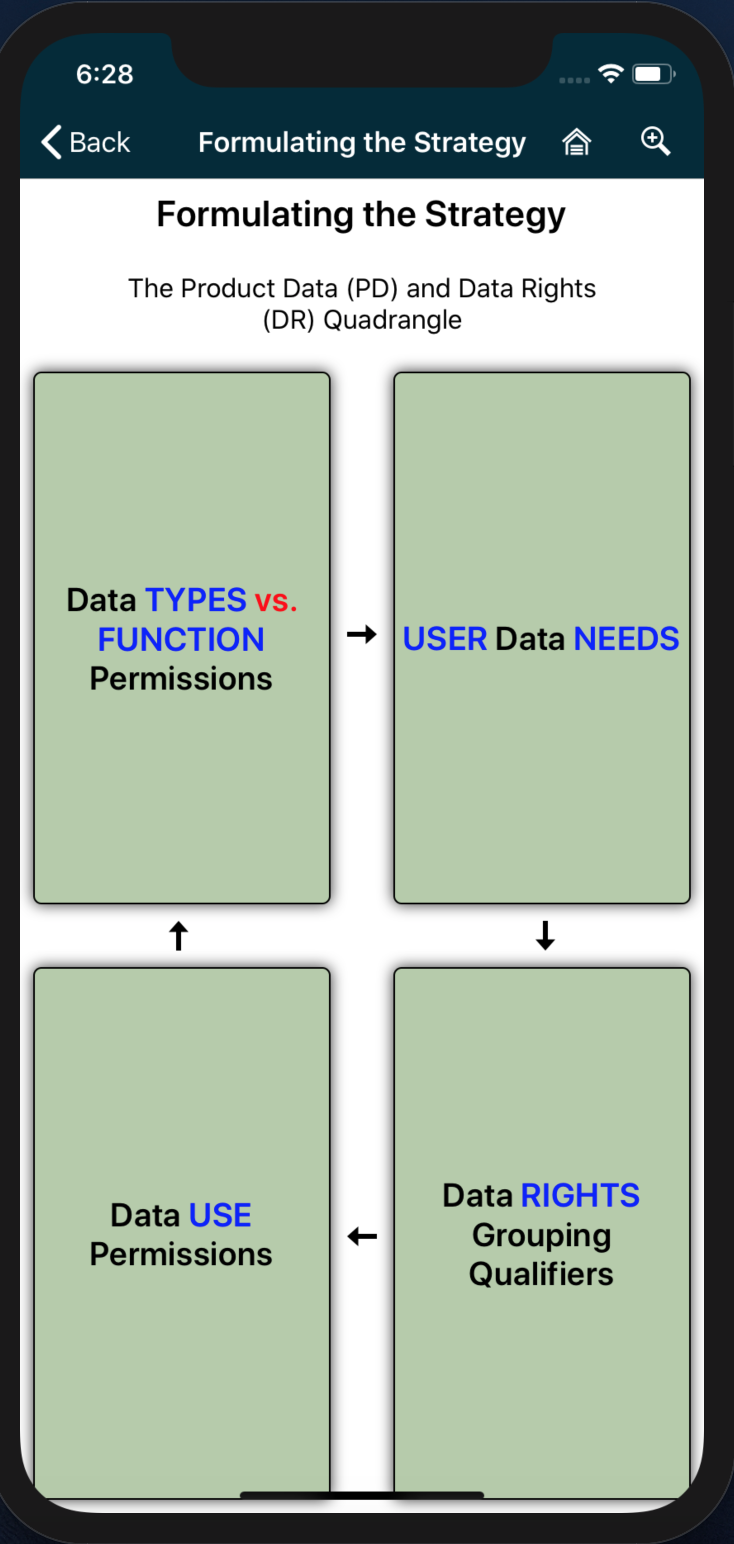 6:28
Back
Formulating the Strategy
Formulating the Strategy
The Product Data (PD) and Data Rights
(DR) Quadrangle
Data TYPES vs.
FUNCTION
Permissions
USER Data NEEDS
Data USE
Permissions
Data RIGHTS
Grouping
Qualifiers